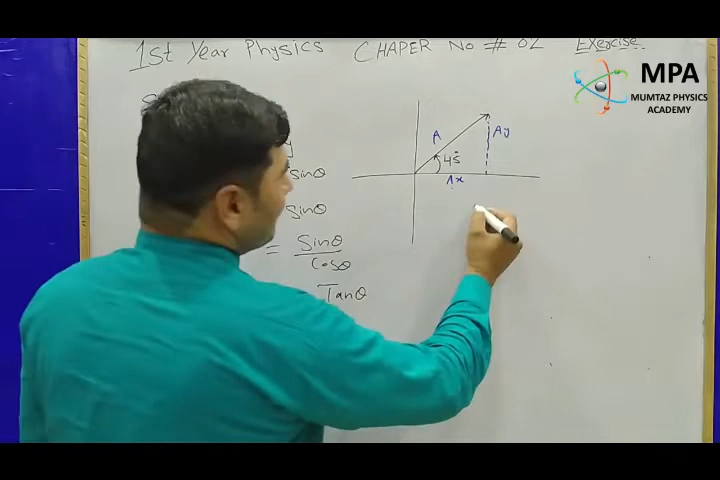 1st Year Physics CHAPER No # 02 Exercise
MPA
MUMTAZ PHYSICS
ACADEMY
A
Ay
45°
Ax
sinθ
sinθ
= Sinθ
Cosθ
Tanθ